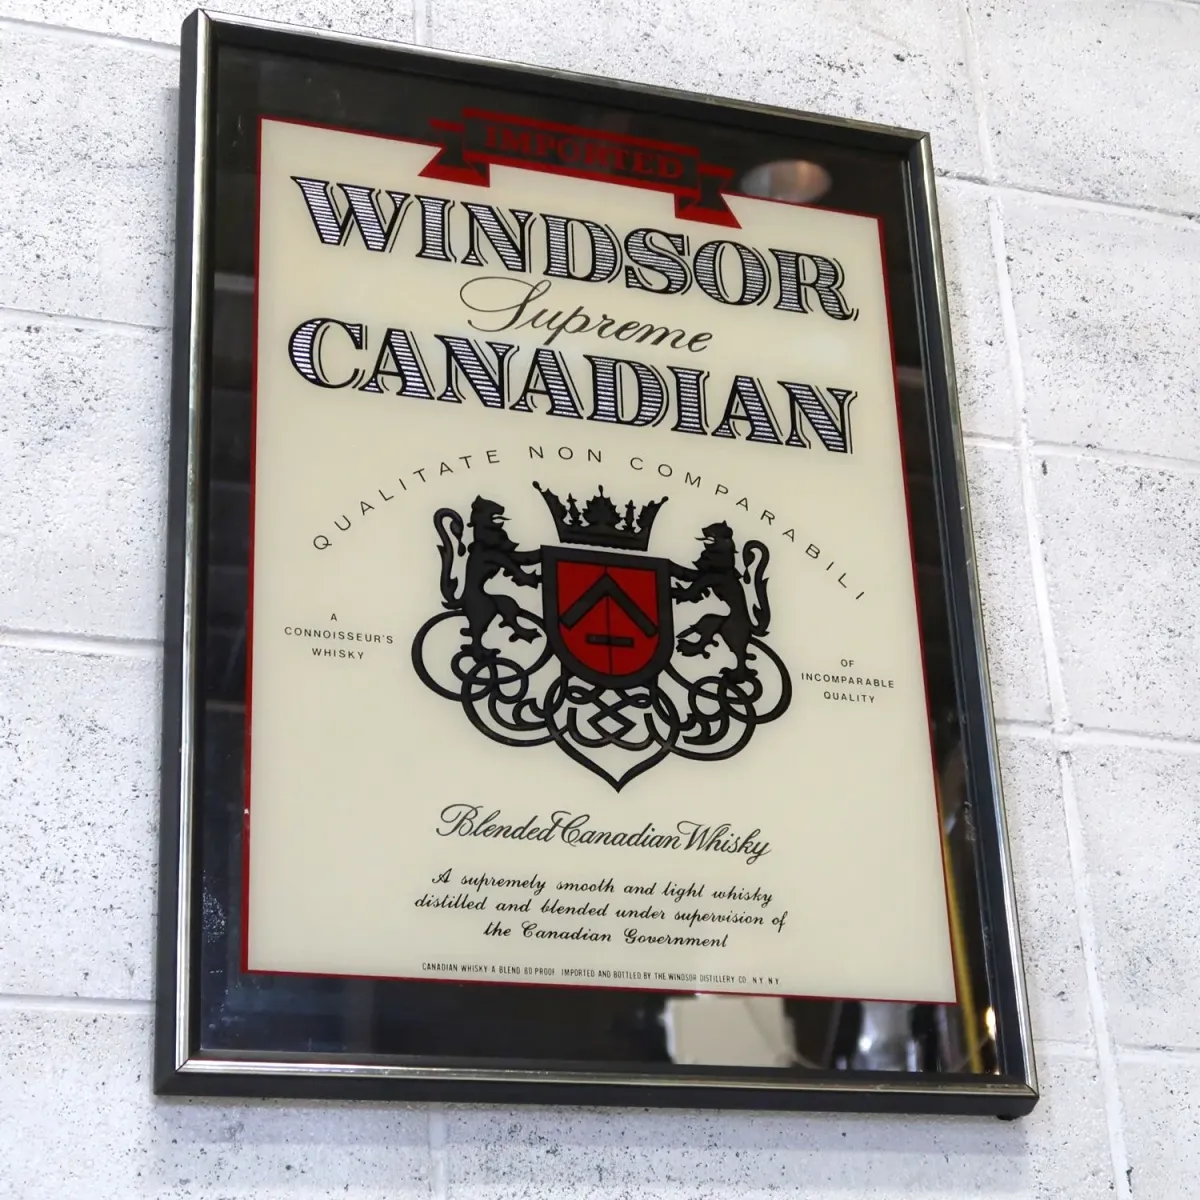 IMPORTED
WINDSOR
Supreme
CANADIAN
QUALITATE NON COMPARABILI
A
CONNOISSEUR'S
WHISKY
OF
INCOMPARABLE
QUALITY
Blended Canadian Whisky
A supremely smooth and light whisky
distilled and blended under supervision of
the Canadian Government
CANADIAN WHISKY A BLEND 80 PROOF IMPORTED AND BOTTLED BY THE WINDSOR DISTILLERY CO. N.Y. N.Y.